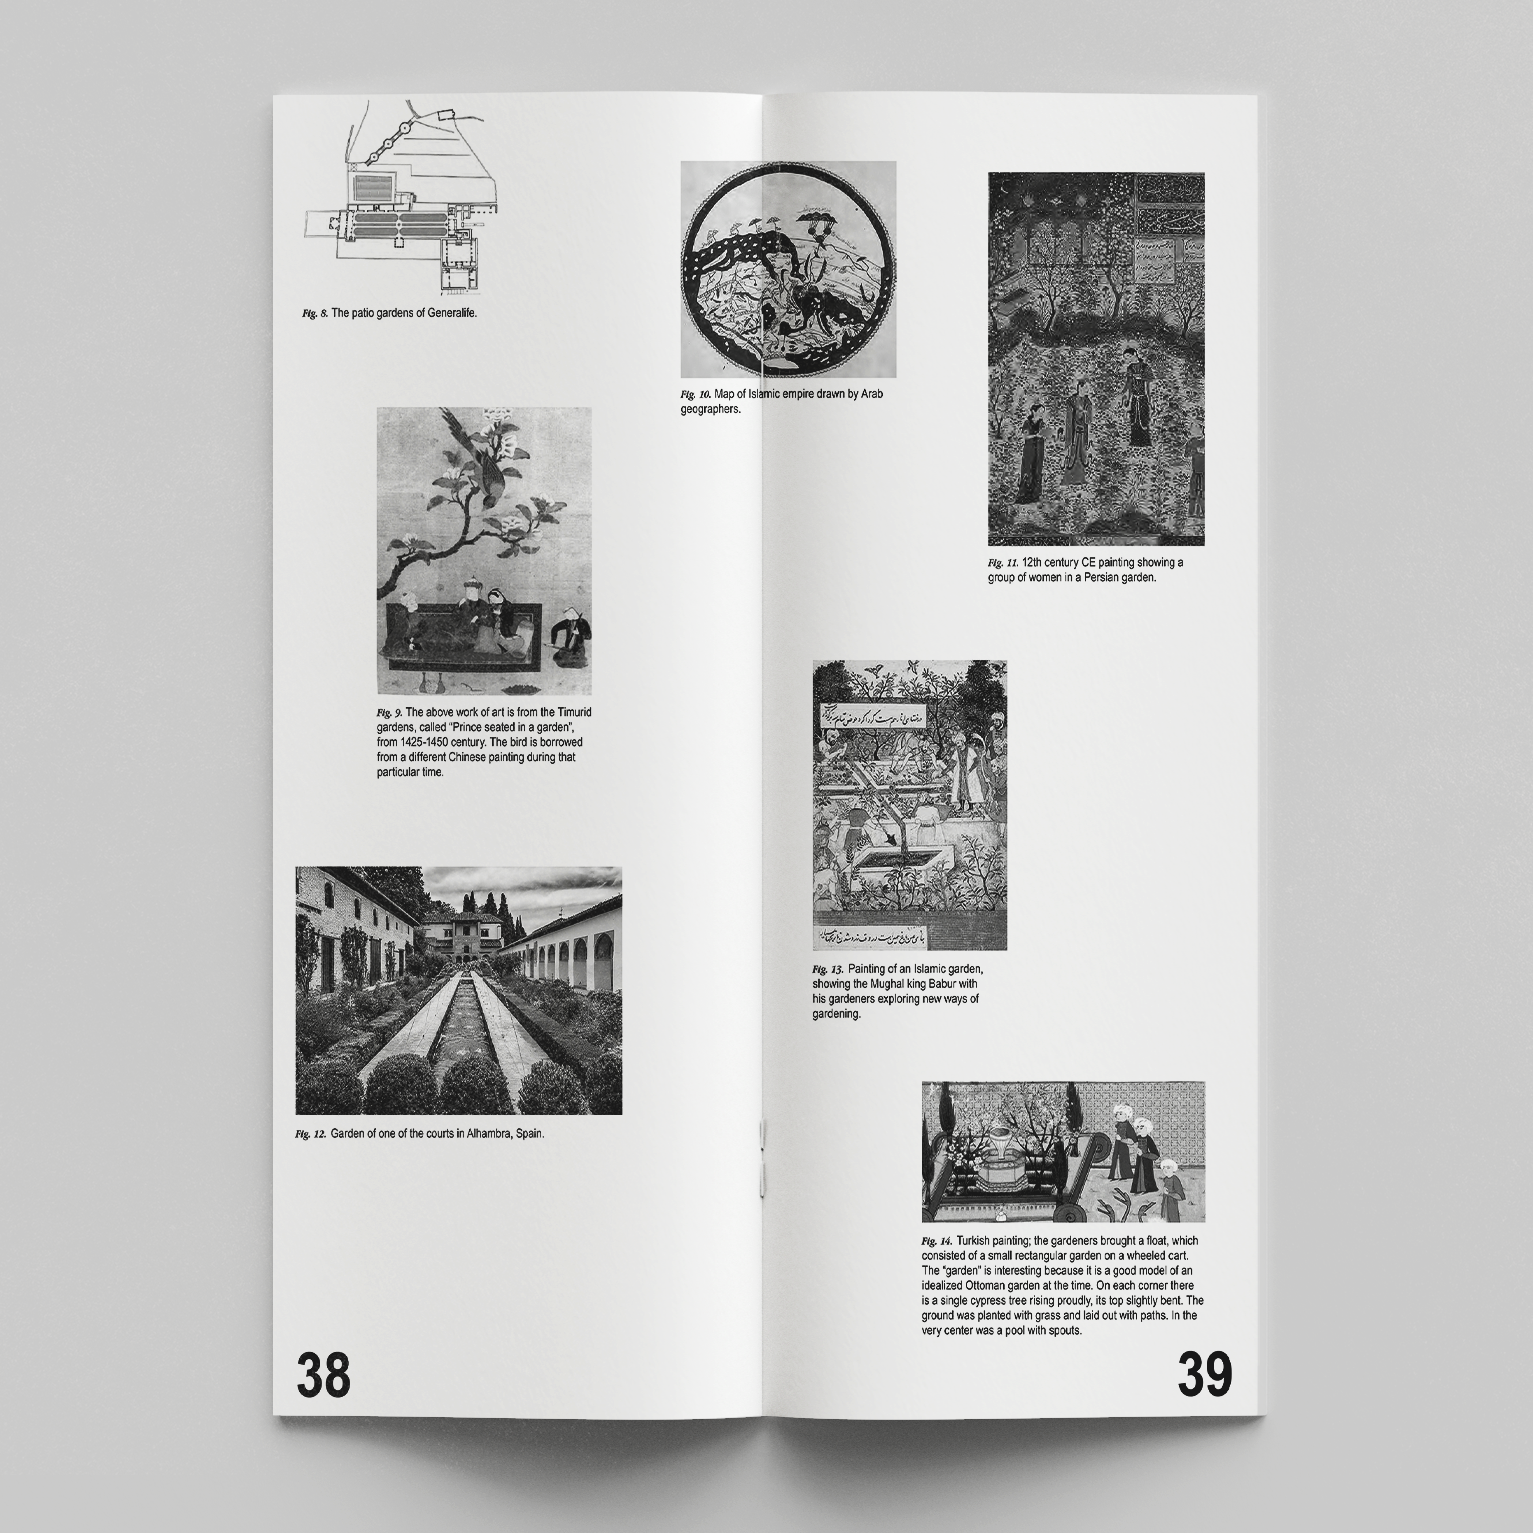 Fig. 8. The patio gardens of Generalife.
Fig. 9. The above work of art is from the Timurid
gardens, called “Prince seated in a garden”,
from 1425-1450 century. The bird is borrowed
from a different Chinese painting during that
particular time.
Fig. 12. Garden of one of the courts in Alhambra, Spain.
38
Fig. 10. Map of Islamic empire drawn by Arab
geographers.
Fig. 11. 12th century CE painting showing a
group of women in a Persian garden.
Fig. 13. Painting of an Islamic garden,
showing the Mughal king Babur with
his gardeners exploring new ways of
gardening.
Fig. 14. Turkish painting; the gardeners brought a float, which
consisted of a small rectangular garden on a wheeled cart.
The “garden” is interesting because it is a good model of an
idealized Ottoman garden at the time. On each corner there
is a single cypress tree rising proudly, its top slightly bent. The
ground was planted with grass and laid out with paths. In the
very center was a pool with spouts.
39